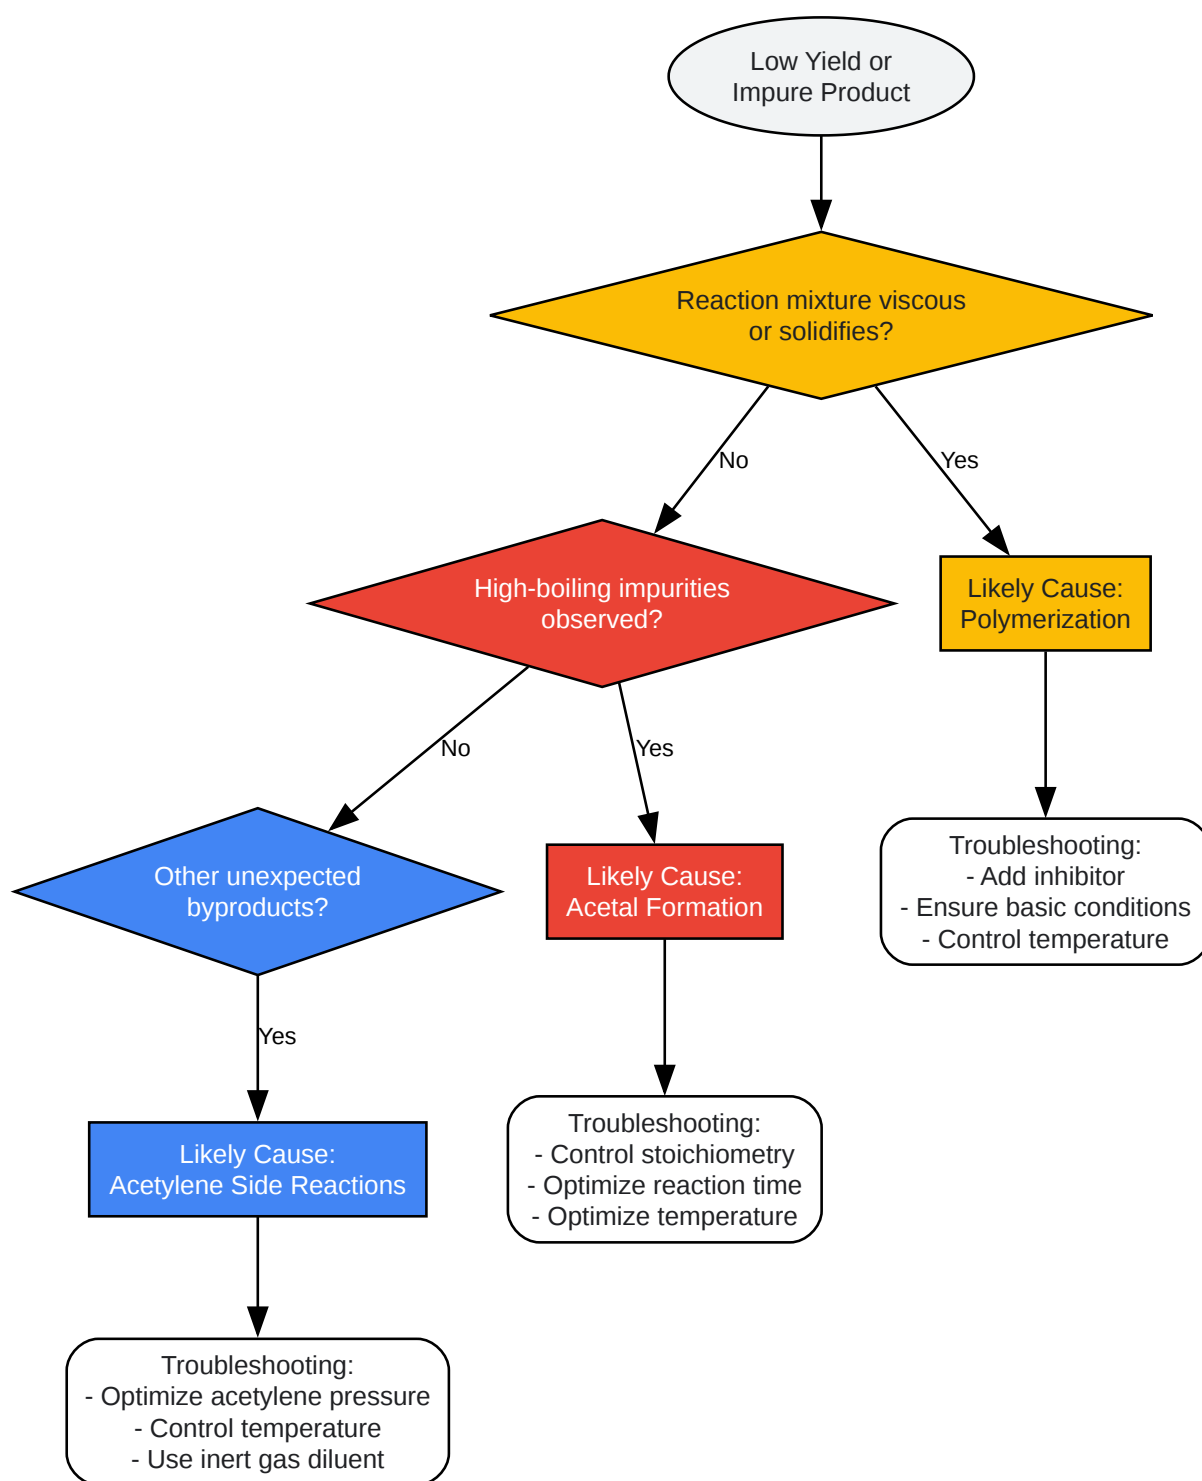 Low Yield or
Impure Product
Reaction mixture viscous
or solidifies?
No
Yes
High-boiling impurities
observed?
Likely Cause:
Polymerization
No
Yes
Troubleshooting:
- Add inhibitor
- Ensure basic conditions
- Control temperature
Other unexpected
byproducts?
Likely Cause:
Acetal Formation
Yes
Troubleshooting:
- Control stoichiometry
- Optimize reaction time
- Optimize temperature
Likely Cause:
Acetylene Side Reactions
Troubleshooting:
- Optimize acetylene pressure
- Control temperature
- Use inert gas diluent